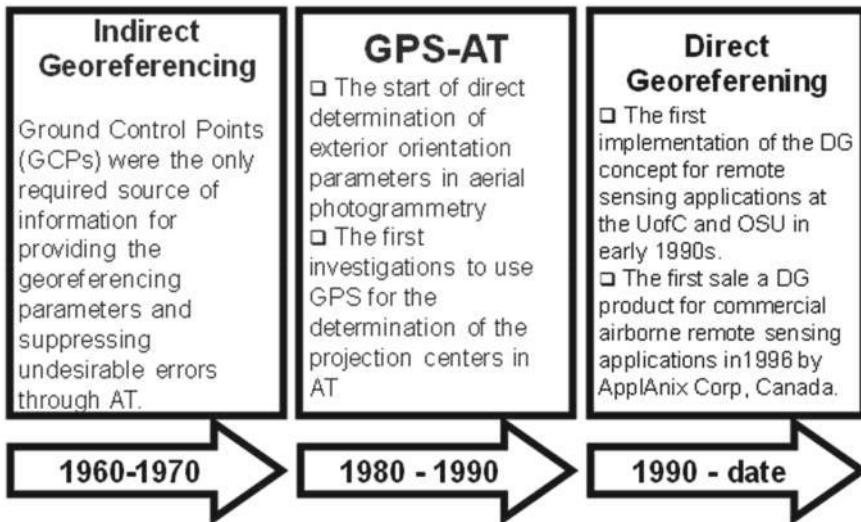 Indirect
Georeferencing
Ground Control Points
(GCPs) were the only
required source of
information for
providing the
georeferencing
parameters and
suppressing
undesirable errors
through AT.
1960-1970
GPS-AT
❑ The start of direct
determination of
exterior orientation
parameters in aerial
photogrammetry
❑ The first
investigations to use
GPS for the
determination of the
projection centers in
AT
1980 - 1990
Direct
Georeferening
❑ The first
implementation of the DG
concept for remote
sensing applications at
the UofC and OSU in
early 1990s.
❑ The first sale a DG
product for commercial
airborne remote sensing
applications in1996 by
ApplAnix Corp, Canada.
1990 - date